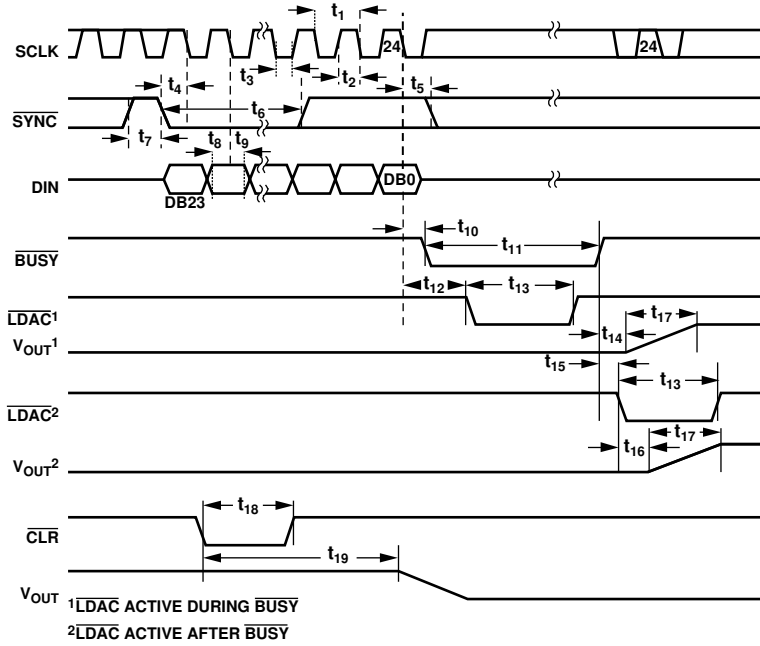 t1
SCLK 24 24
t4 t3 t2 t5
SYNC t6
t7 t8 t9
DIN DB0
DB23
t10
BUSY t11
t12 t13
LDAC1 t17
VOUT1 t14
t15 t13
LDAC2 t17
t16
VOUT2
t18
CLR
t19
VOUT
1LDAC ACTIVE DURING BUSY
2LDAC ACTIVE AFTER BUSY